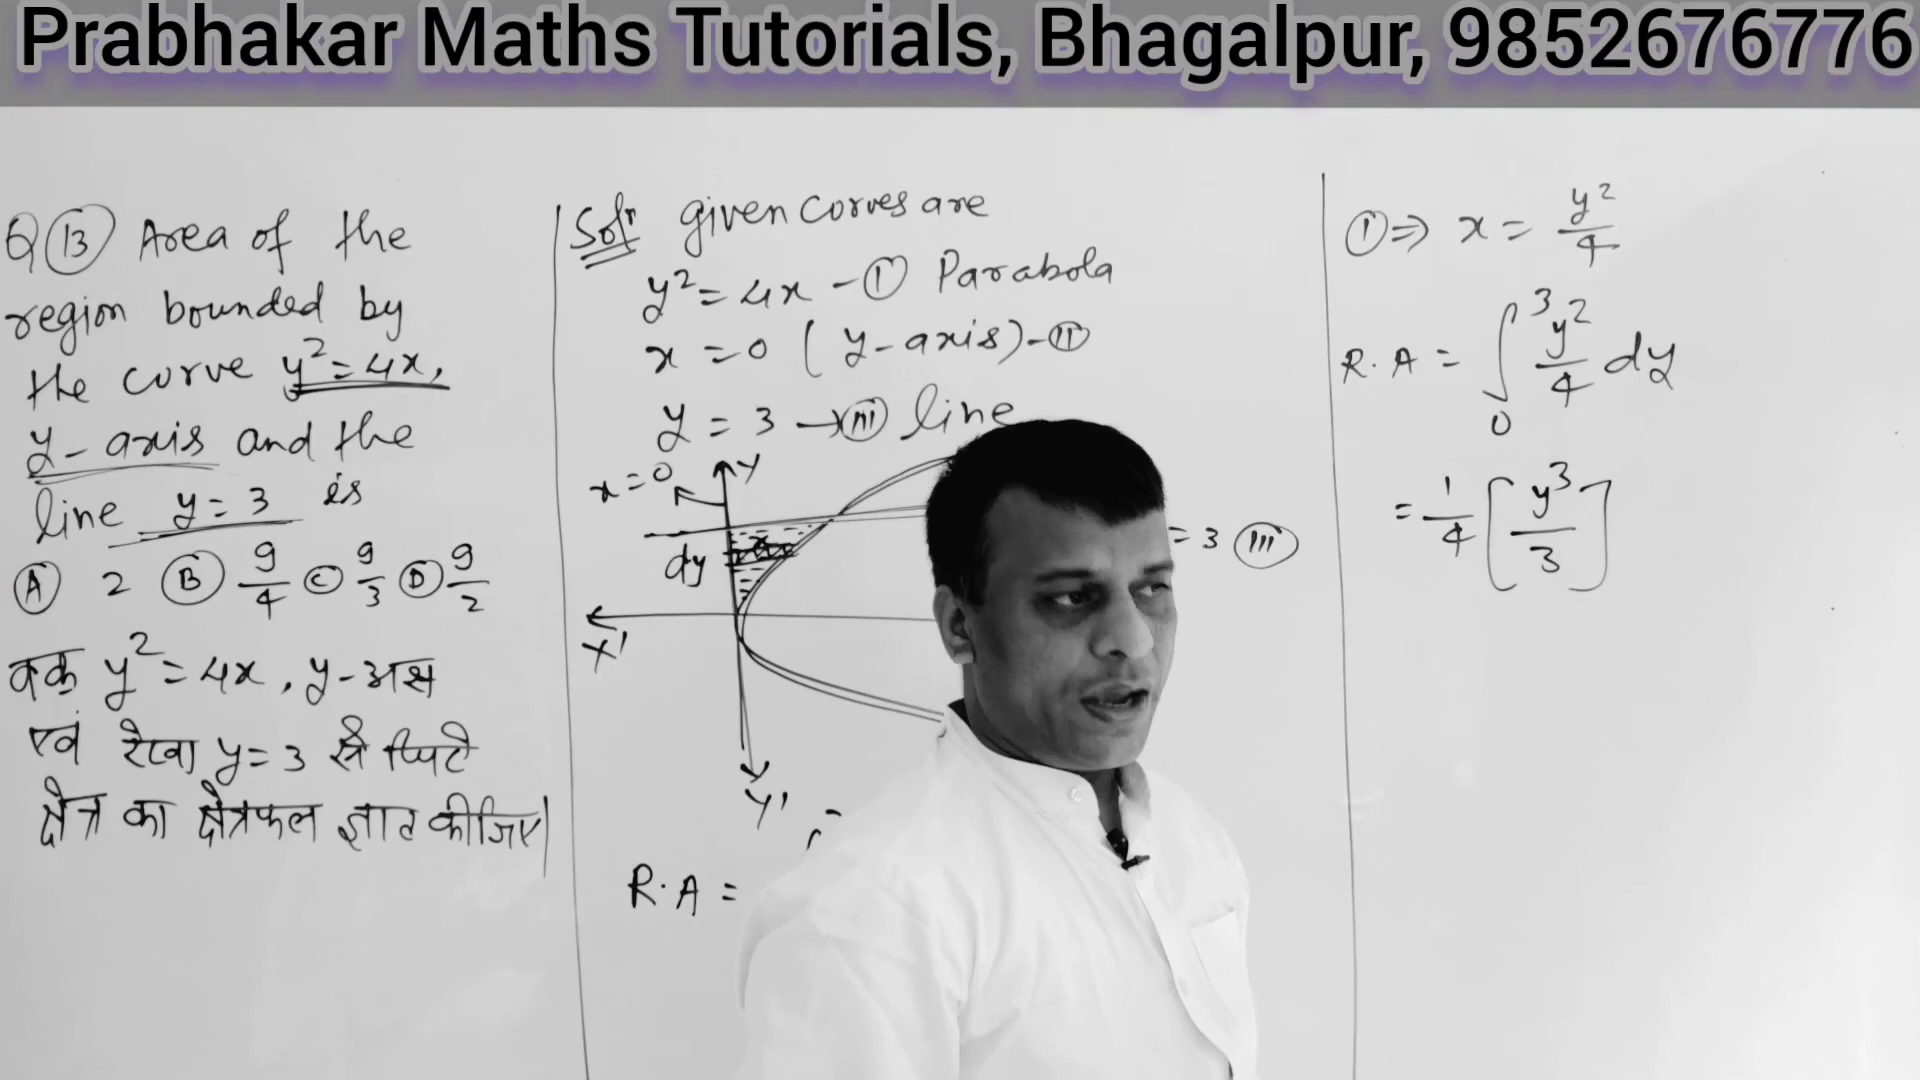 Prabhakar Maths Tutorials, Bhagalpur, 9852676776
Q 13 Area of the
region bounded by
the curve y² = 4x,
y-axis and the
line y = 3 is
A 2 B 9/4 C 9/3 D 9/2
वक्र y² = 4x, y-अक्ष
एवं रेखा y = 3 से घिरे
क्षेत्र का क्षेत्रफल ज्ञात कीजिए।
Solⁿ given curves are
y² = 4x - I Parabola
x = 0 ( y-axis) - II
y = 3 → III line
x = 0
Y
dy
x
= 3 III
X'
Y'
R.A =
I ⇒ x = y²/4
R.A = ∫₀³ y²/4 dy
= 1/4 [ y³/3 ]